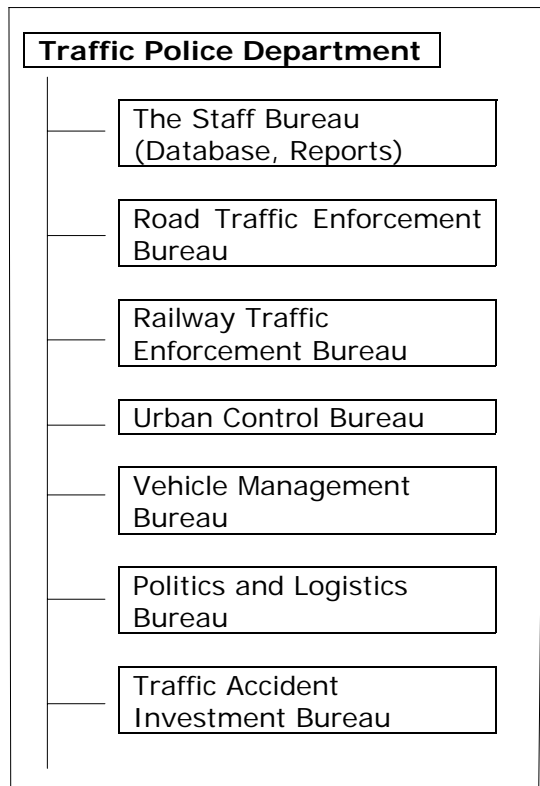 Traffic Police Department
The Staff Bureau
(Database, Reports)
Road Traffic Enforcement
Bureau
Railway Traffic
Enforcement Bureau
Urban Control Bureau
Vehicle Management
Bureau
Politics and Logistics
Bureau
Traffic Accident
Investment Bureau